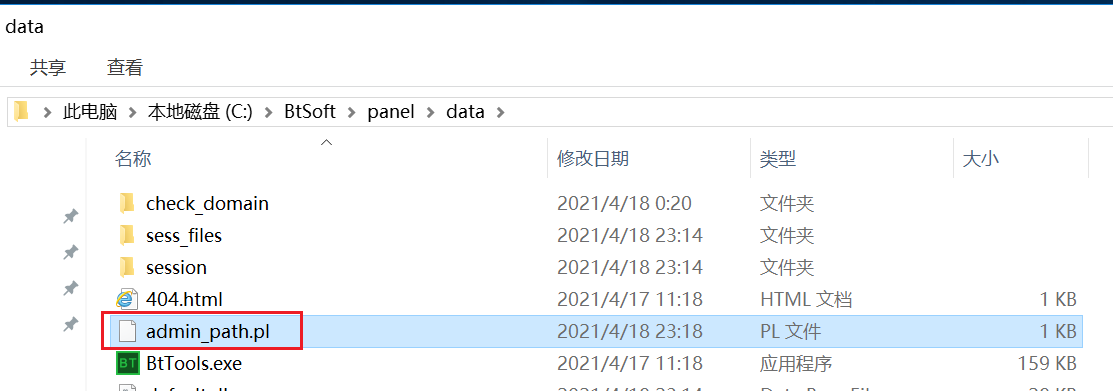 data
共享 查看
此电脑 本地磁盘 (C:) BtSoft panel data
名称 修改日期 类型 大小
check_domain 2021/4/18 0:20 文件夹
sess_files 2021/4/18 23:14 文件夹
session 2021/4/18 23:14 文件夹
404.html 2021/4/17 11:18 HTML 文档 1 KB
admin_path.pl 2021/4/18 23:18 PL 文件 1 KB
BT BtTools.exe 2021/4/17 11:18 应用程序 159 KB